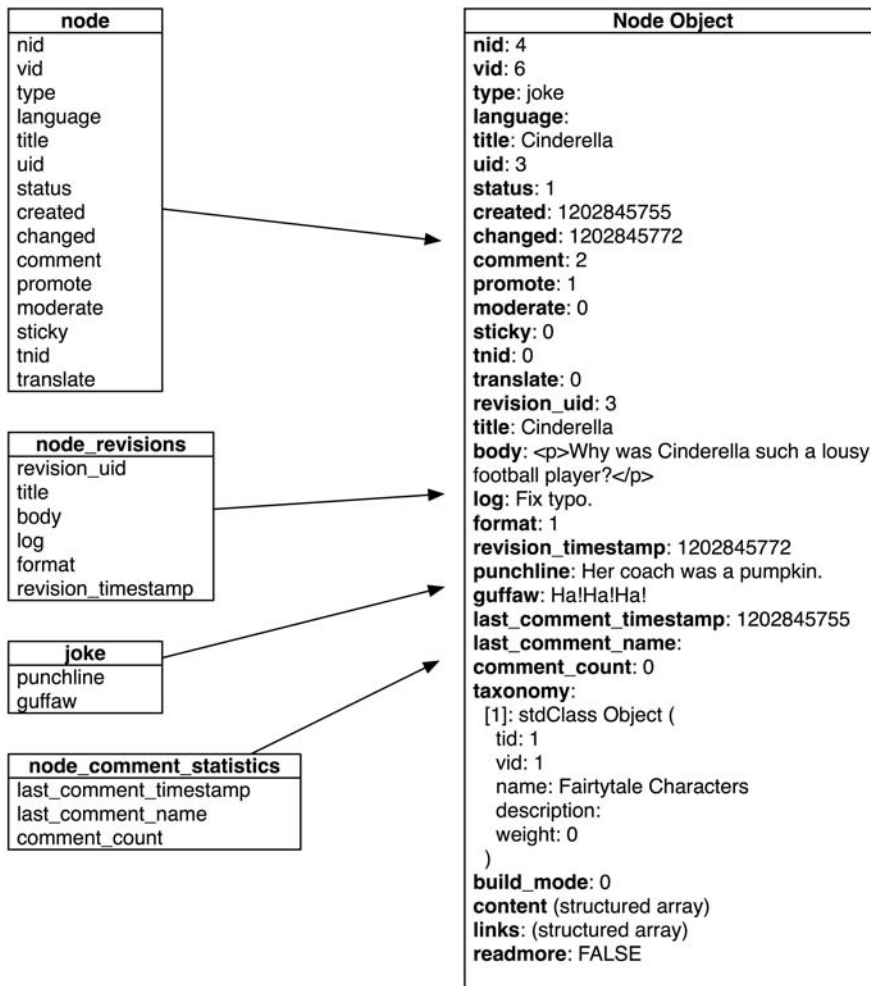 node
nid
vid
type
language
title
uid
status
created
changed
comment
promote
moderate
sticky
tnid
translate
node_revisions
revision_uid
title
body
log
format
revision_timestamp
joke
punchline
guffaw
node_comment_statistics
last_comment_timestamp
last_comment_name
comment_count
Node Object
nid: 4
vid: 6
type: joke
language:
title: Cinderella
uid: 3
status: 1
created: 1202845755
changed: 1202845772
comment: 2
promote: 1
moderate: 0
sticky: 0
tnid: 0
translate: 0
revision_uid: 3
title: Cinderella
body: <p>Why was Cinderella such a lousy
football player?</p>
log: Fix typo.
format: 1
revision_timestamp: 1202845772
punchline: Her coach was a pumpkin.
guffaw: Ha!Ha!Ha!
last_comment_timestamp: 1202845755
last_comment_name:
comment_count: 0
taxonomy:
[1]: stdClass Object (
tid: 1
vid: 1
name: Fairtytale Characters
description:
weight: 0
)
build_mode: 0
content (structured array)
links: (structured array)
readmore: FALSE